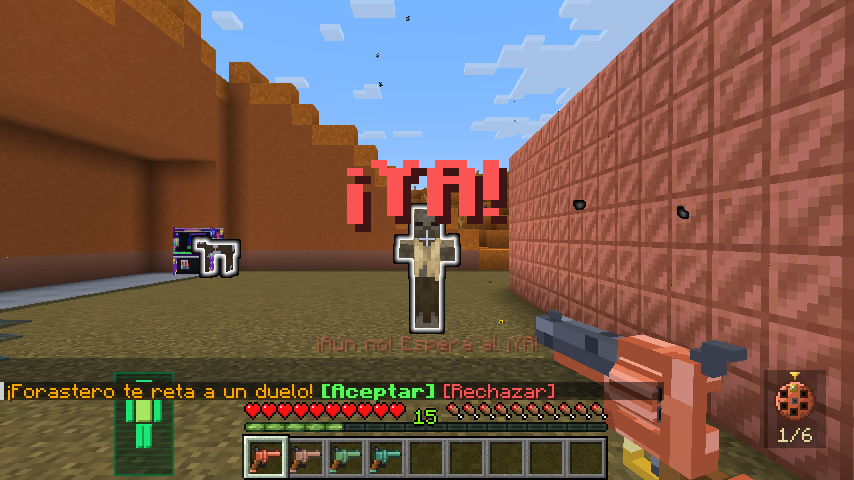 ¡YA!
¡Aún no! Espera al ¡YA!
¡Forastero te reta a un duelo! [Aceptar] [Rechazar]
15
1/6